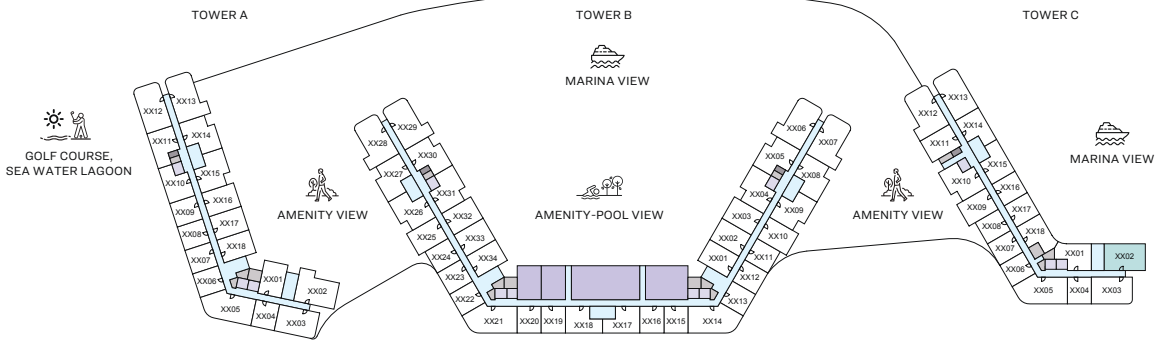 TOWER A
TOWER B
TOWER C
MARINA VIEW
GOLF COURSE,
SEA WATER LAGOON
AMENITY VIEW
AMENITY-POOL VIEW
AMENITY VIEW
MARINA VIEW
XX12
XX13
XX11
XX14
XX10
XX15
XX09
XX16
XX08
XX17
XX07
XX18
XX06
XX01
XX02
XX05
XX04
XX03
XX28
XX29
XX27
XX30
XX26
XX31
XX25
XX32
XX24
XX33
XX23
XX34
XX22
XX21
XX20
XX19
XX18
XX17
XX16
XX15
XX14
XX13
XX12
XX11
XX10
XX09
XX08
XX07
XX06
XX05
XX04
XX03
XX02
XX01
XX12
XX13
XX11
XX14
XX10
XX15
XX09
XX16
XX08
XX17
XX07
XX18
XX06
XX01
XX02
XX05
XX04
XX03